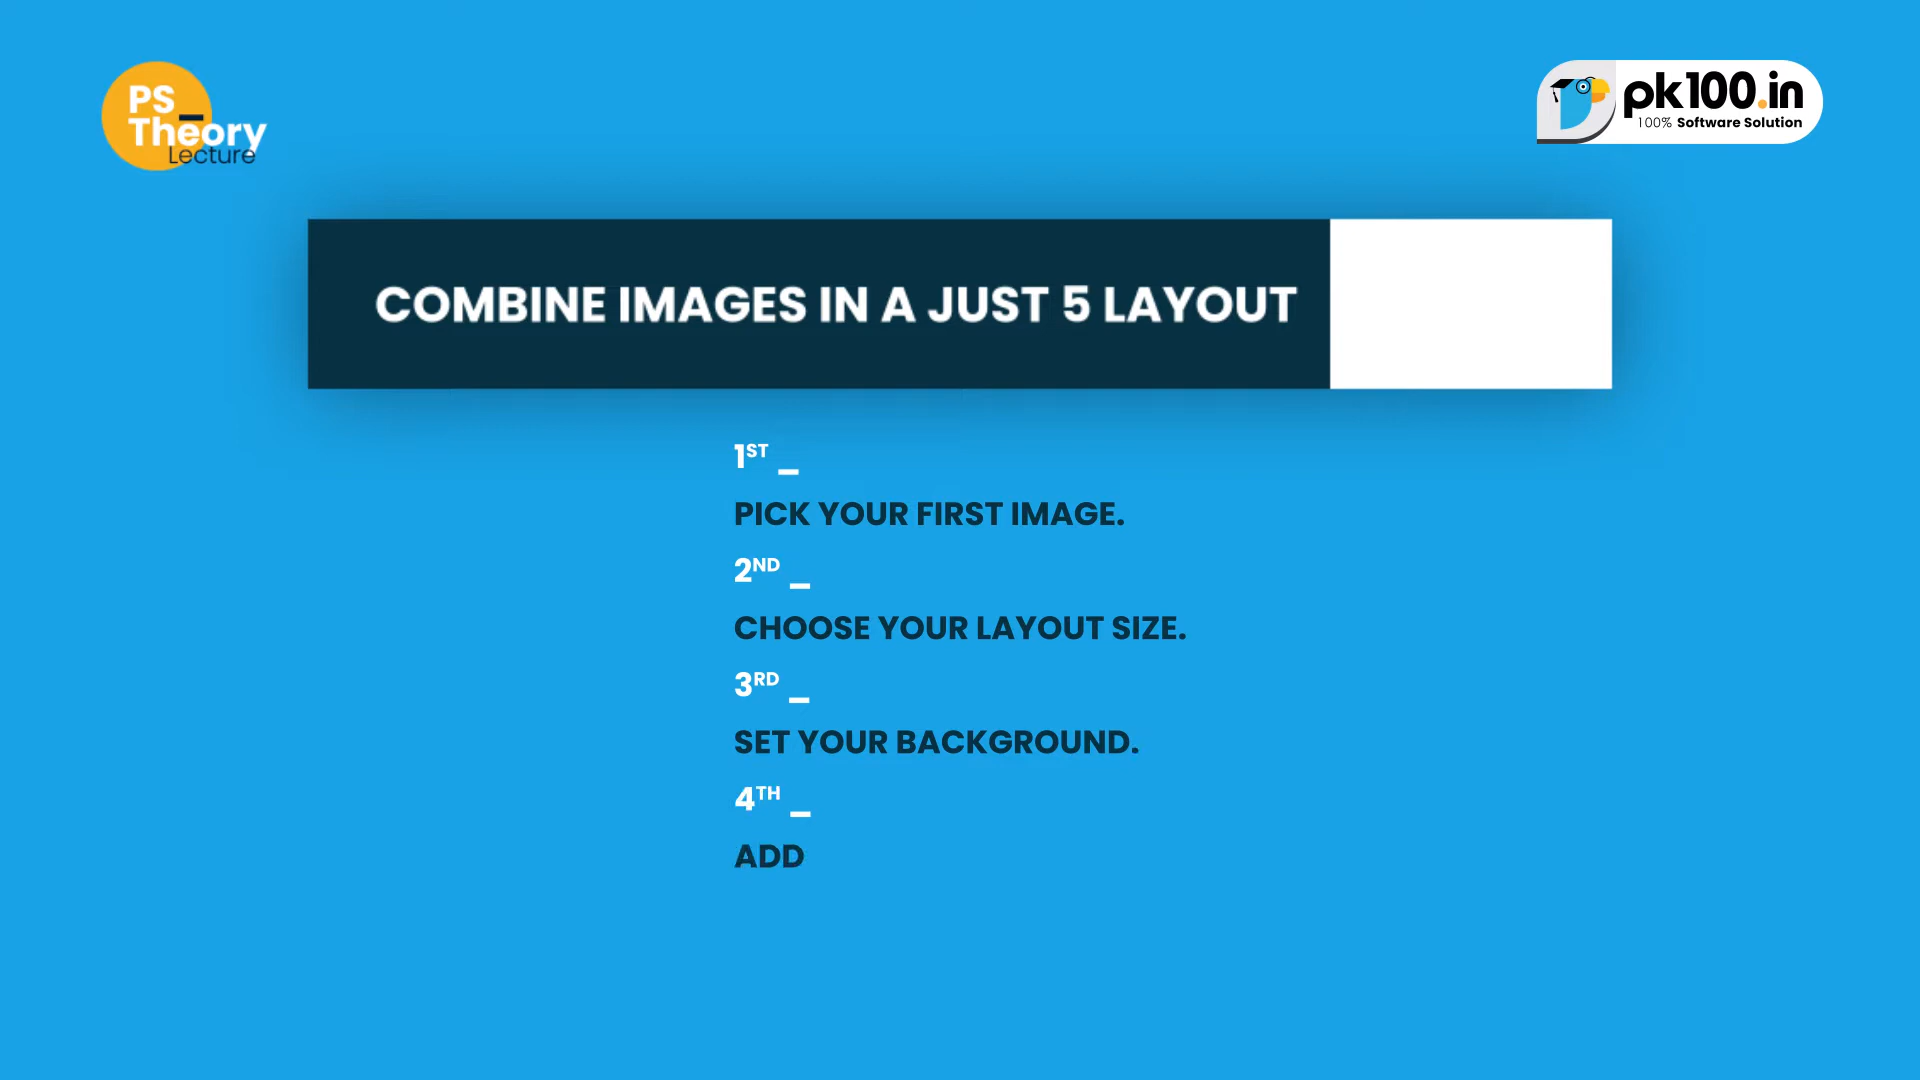 PS_
Theory
Lecture
pk100.in
100% Software Solution
COMBINE IMAGES IN A JUST 5 LAYOUT
1ST _
PICK YOUR FIRST IMAGE.
2ND _
CHOOSE YOUR LAYOUT SIZE.
3RD _
SET YOUR BACKGROUND.
4TH _
ADD